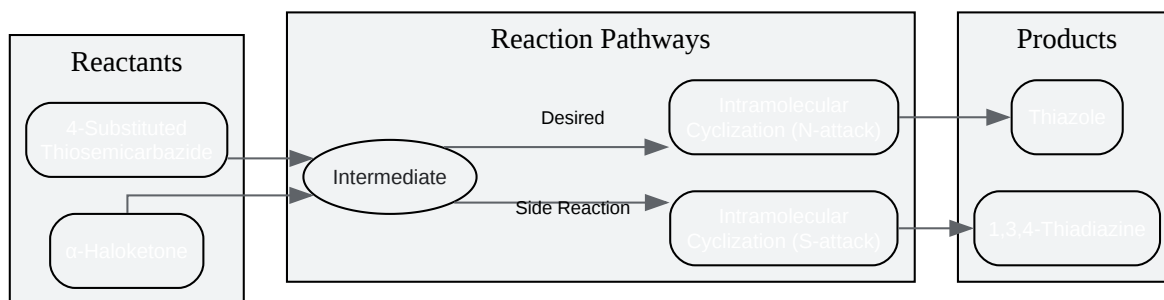 Reactants
4-Substituted
Thiosemicarbazide
α-Haloketone
Reaction Pathways
Intermediate
Desired
Side Reaction
Intramolecular
Cyclization (N-attack)
Intramolecular
Cyclization (S-attack)
Products
Thiazole
1,3,4-Thiadiazine